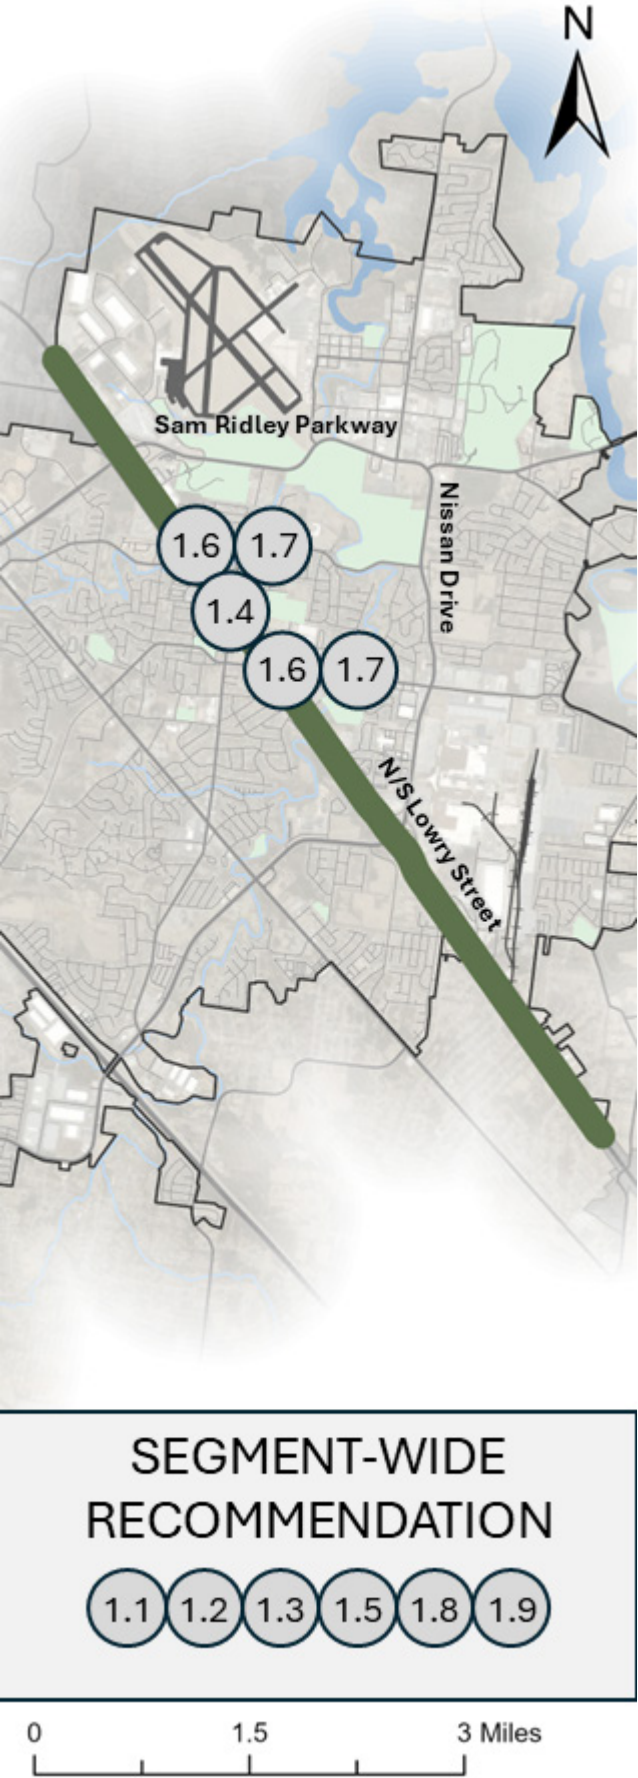 N
Sam Ridley Parkway
Nissan Drive
1.6
1.7
1.4
1.6
1.7
N/S Lowry Street
SEGMENT-WIDE
RECOMMENDATION
1.1 1.2 1.3 1.5 1.8 1.9
0 1.5 3 Miles